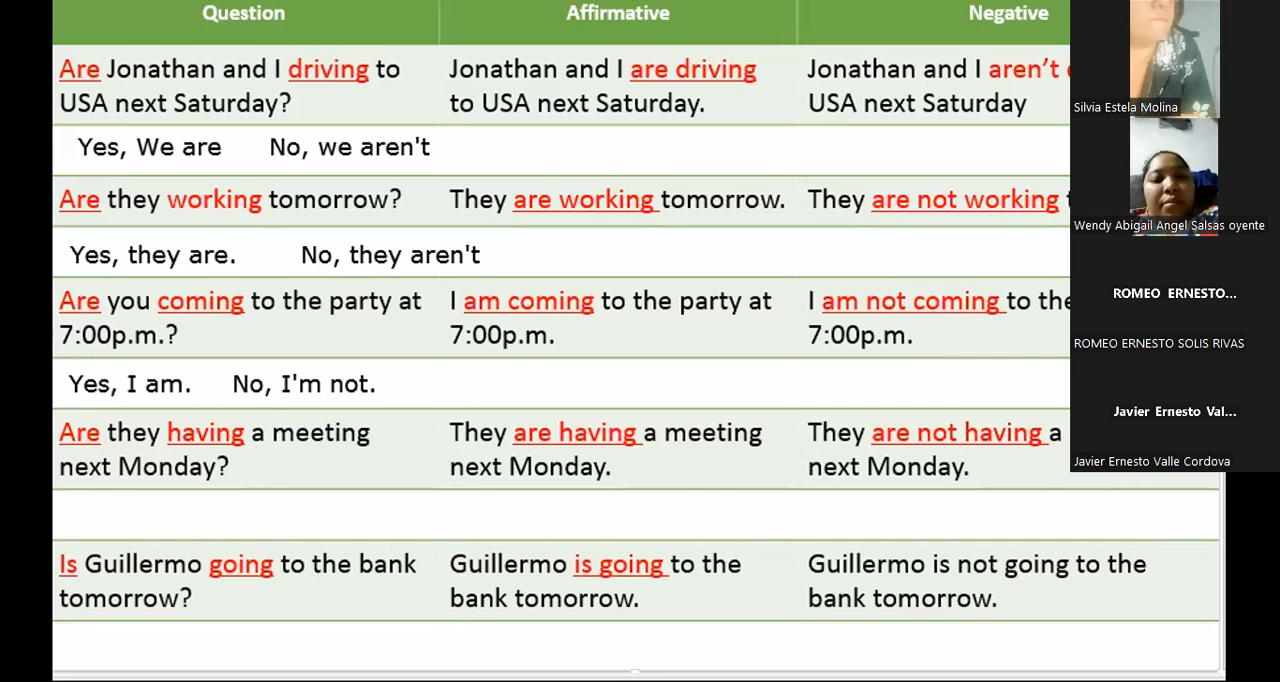 Question Affirmative Negative
Are Jonathan and I driving to
USA next Saturday?
Jonathan and I are driving
to USA next Saturday.
Jonathan and I aren't
USA next Saturday
Yes, We are No, we aren't
Are they working tomorrow?
They are working tomorrow.
They are not working
Yes, they are. No, they aren't
Are you coming to the party at
7:00p.m.?
I am coming to the party at
7:00p.m.
I am not coming to the
7:00p.m.
Yes, I am. No, I'm not.
Are they having a meeting
next Monday?
They are having a meeting
next Monday.
They are not having a
next Monday.
Is Guillermo going to the bank
tomorrow?
Guillermo is going to the
bank tomorrow.
Guillermo is not going to the
bank tomorrow.
Silvia Estela Molina
Wendy Abigail Angel Salsas oyente
ROMEO ERNESTO...
ROMEO ERNESTO SOLIS RIVAS
Javier Ernesto Val...
Javier Ernesto Valle Cordova